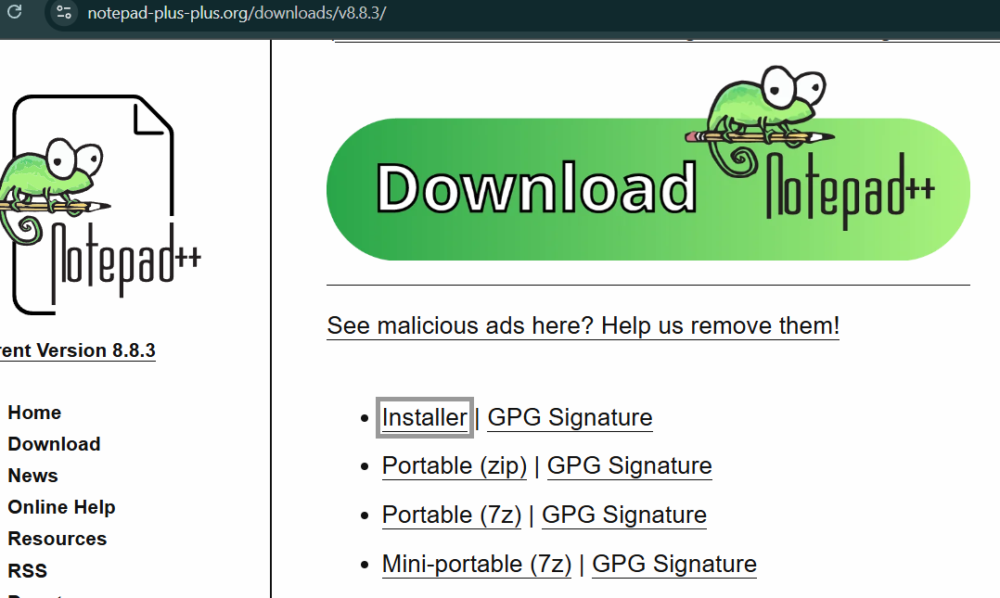 notepad-plus-plus.org/downloads/v8.8.3/
Notepad++
rent Version 8.8.3
Home
Download
News
Online Help
Resources
RSS
Download Notepad++
See malicious ads here? Help us remove them!
• Installer | GPG Signature
• Portable (zip) | GPG Signature
• Portable (7z) | GPG Signature
• Mini-portable (7z) | GPG Signature